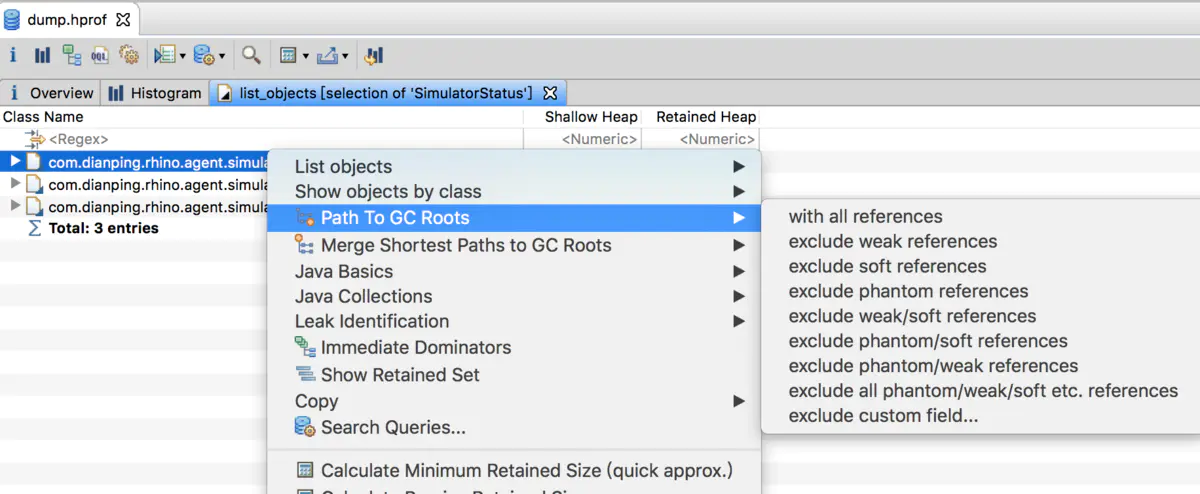 dump.hprof
i OQL
i Overview Histogram list_objects [selection of 'SimulatorStatus']
Class Name Shallow Heap Retained Heap
<Regex> <Numeric> <Numeric>
com.dianping.rhino.agent.simula
com.dianping.rhino.agent.simula
com.dianping.rhino.agent.simula
Total: 3 entries
List objects
Show objects by class
Path To GC Roots
Merge Shortest Paths to GC Roots
Java Basics
Java Collections
Leak Identification
Immediate Dominators
Show Retained Set
Copy
Search Queries...
Calculate Minimum Retained Size (quick approx.)
with all references
exclude weak references
exclude soft references
exclude phantom references
exclude weak/soft references
exclude phantom/soft references
exclude phantom/weak references
exclude all phantom/weak/soft etc. references
exclude custom field...